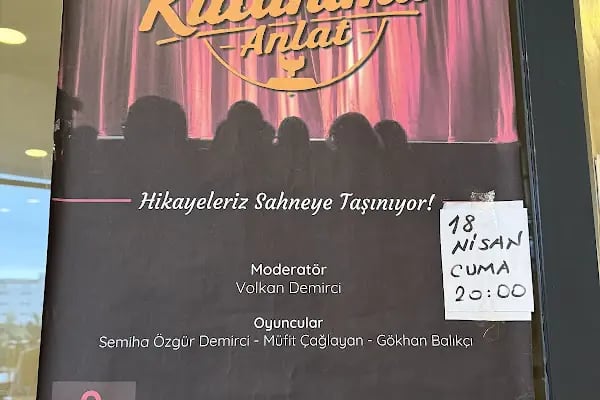 Anlat
Hikayeleriz Sahneye Taşınıyor!
18
NİSAN
CUMA
20:00
Moderatör
Volkan Demirci
Oyuncular
Semiha Özgür Demirci - Müfit Çağlayan - Gökhan Balıkçı